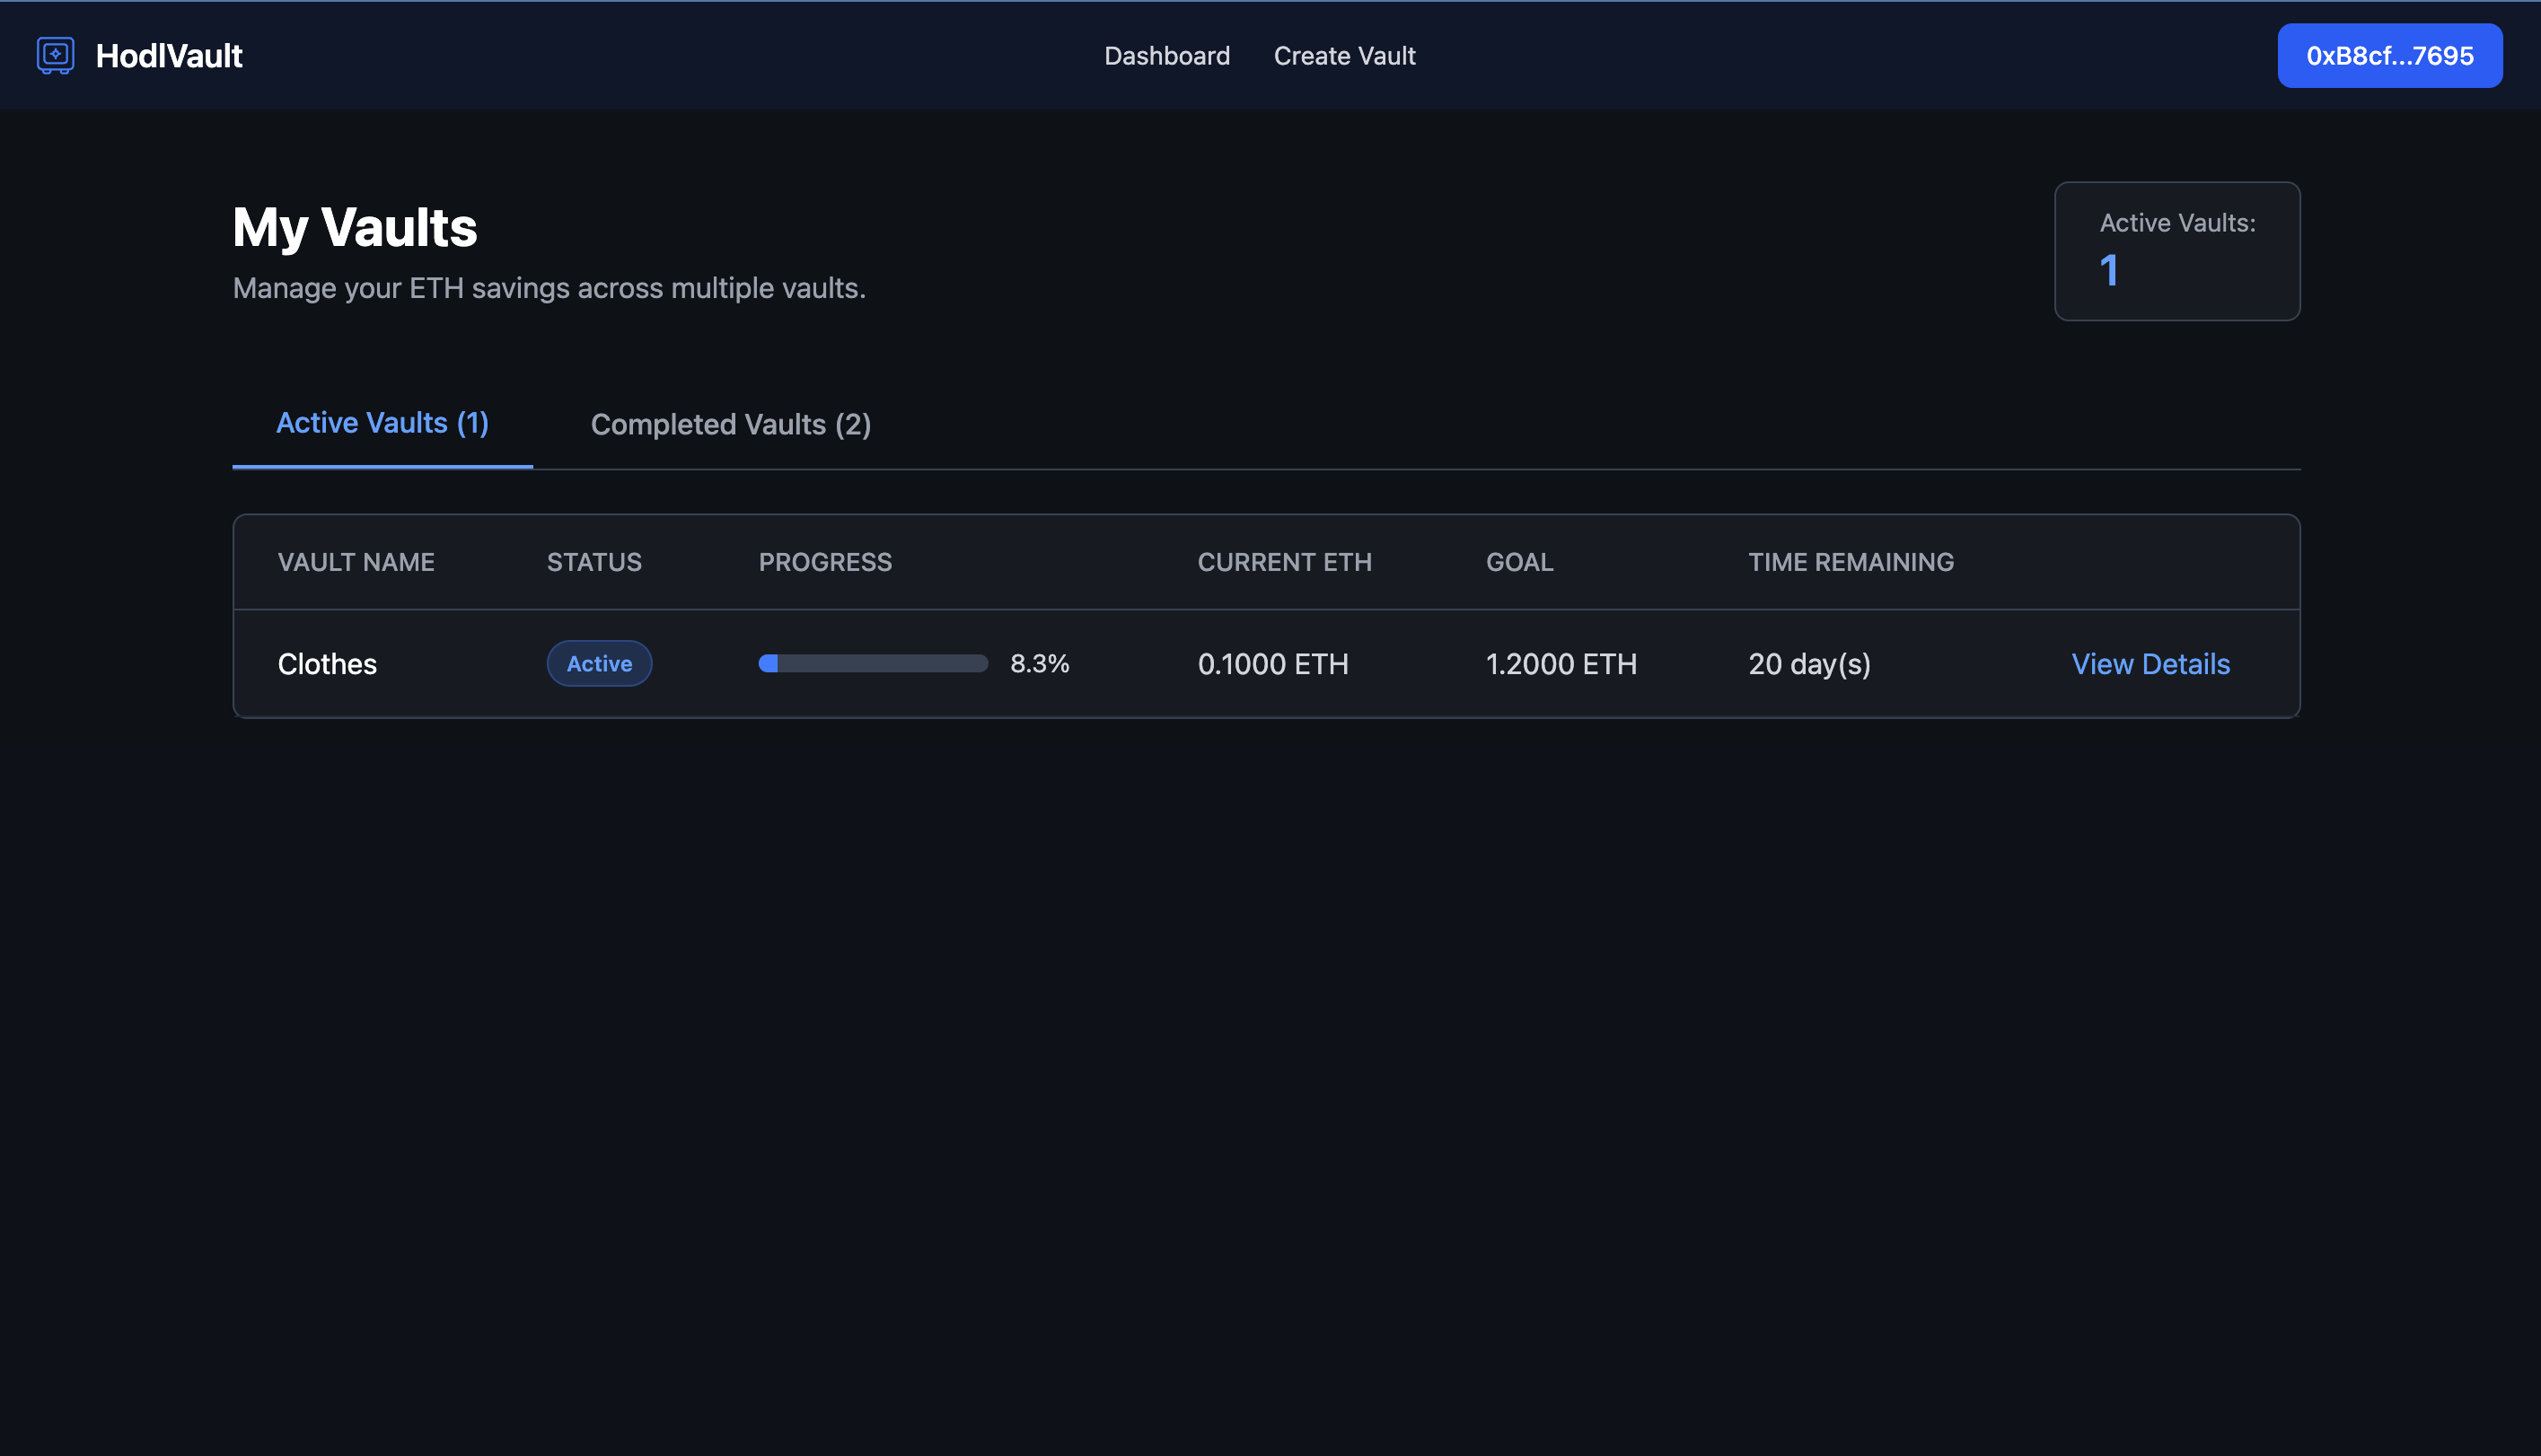 HodlVault
Dashboard
Create Vault
0xB8cf...7695
My Vaults
Manage your ETH savings across multiple vaults.
Active Vaults:
1
Active Vaults (1)
Completed Vaults (2)
VAULT NAME STATUS PROGRESS CURRENT ETH GOAL TIME REMAINING
Clothes Active 8.3% 0.1000 ETH 1.2000 ETH 20 day(s) View Details